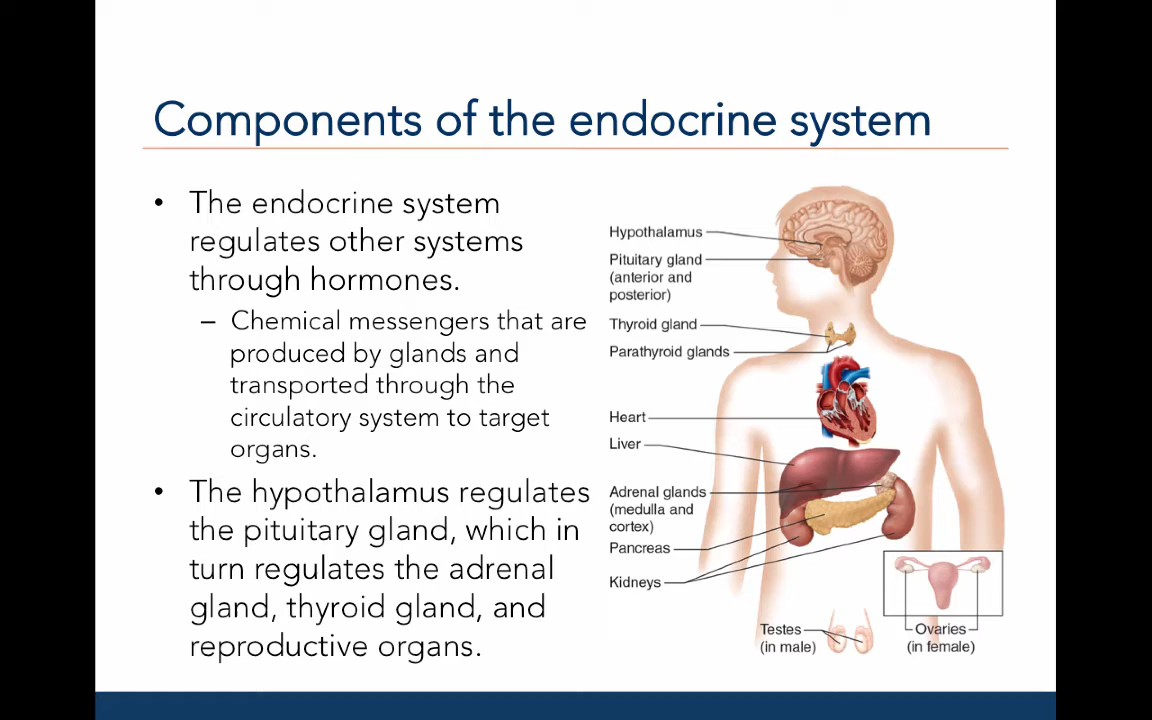 Components of the endocrine system
• The endocrine system
regulates other systems
through hormones.
– Chemical messengers that are
produced by glands and
transported through the
circulatory system to target
organs.
• The hypothalamus regulates
the pituitary gland, which in
turn regulates the adrenal
gland, thyroid gland, and
reproductive organs.
Hypothalamus
Pituitary gland
(anterior and
posterior)
Thyroid gland
Parathyroid glands
Heart
Liver
Adrenal glands
(medulla and
cortex)
Pancreas
Kidneys
Testes
(in male)
Ovaries
(in female)